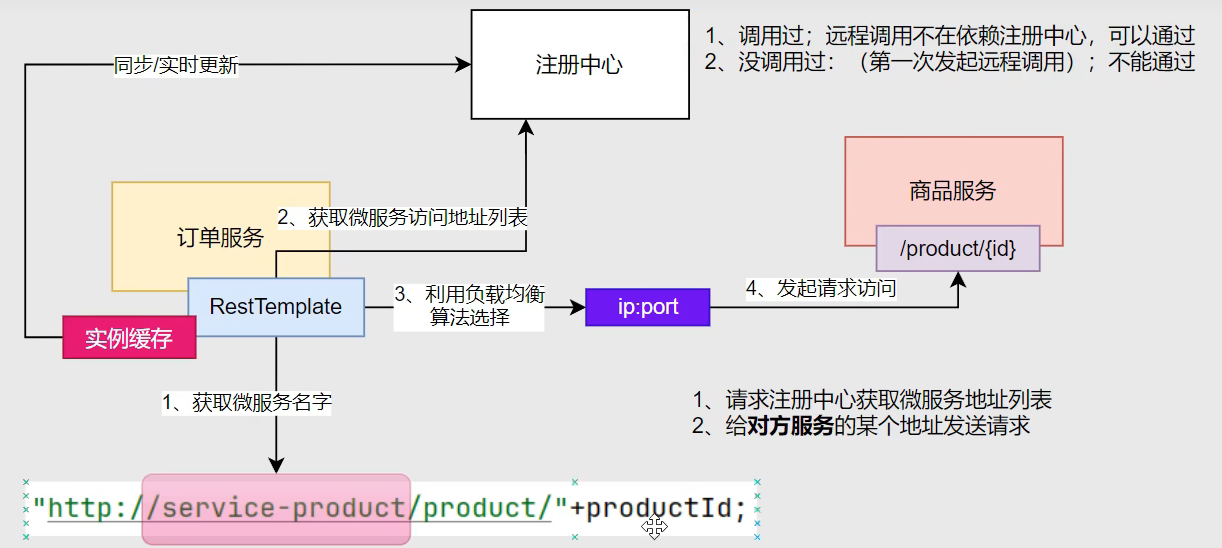 1、调用过；远程调用不在依赖注册中心，可以通过
2、没调用过：（第一次发起远程调用）；不能通过
同步/实时更新
注册中心
商品服务
/product/{id}
订单服务
2、获取微服务访问地址列表
RestTemplate
3、利用负载均衡
算法选择
ip:port
4、发起请求访问
实例缓存
1、获取微服务名字
1、请求注册中心获取微服务地址列表
2、给对方服务的某个地址发送请求
"http://service-product/product/"+productId;